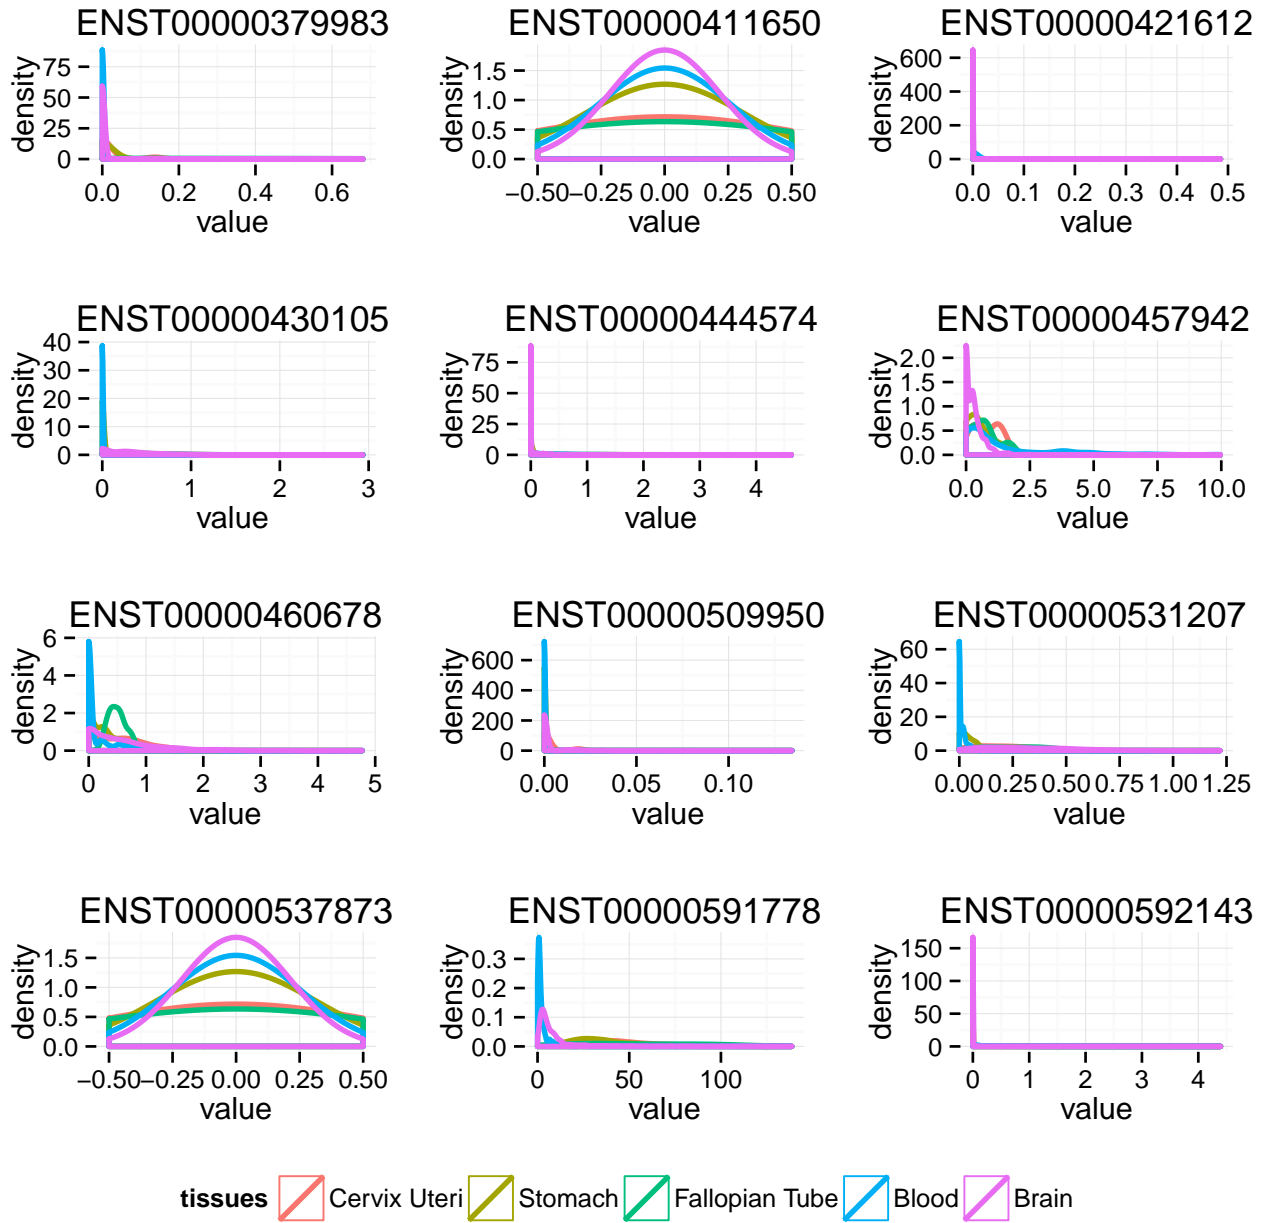 ENST00000379983 ENST00000411650 ENST00000421612
density 75 50 25 0
density 1.5 1.0 0.5 0.0
density 600 400 200 0
0.0 0.2 0.4 0.6
−0.50 −0.25 0.00 0.25 0.50
0.0 0.1 0.2 0.3 0.4 0.5
value value value
ENST00000430105 ENST00000444574 ENST00000457942
density 40 30 20 10 0
density 75 50 25 0
density 2.0 1.5 1.0 0.5 0.0
0 1 2 3
0 1 2 3 4
0.0 2.5 5.0 7.5 10.0
value value value
ENST00000460678 ENST00000509950 ENST00000531207
density 6 4 2 0
density 600 400 200 0
density 60 40 20 0
0 1 2 3 4 5
0.00 0.05 0.10
0.00 0.25 0.50 0.75 1.00 1.25
value value value
ENST00000537873 ENST00000591778 ENST00000592143
density 1.5 1.0 0.5 0.0
density 0.3 0.2 0.1 0.0
density 150 100 50 0
−0.50 −0.25 0.00 0.25 0.50
0 50 100
0 1 2 3 4
value value value
tissues Cervix Uteri Stomach Fallopian Tube Blood Brain